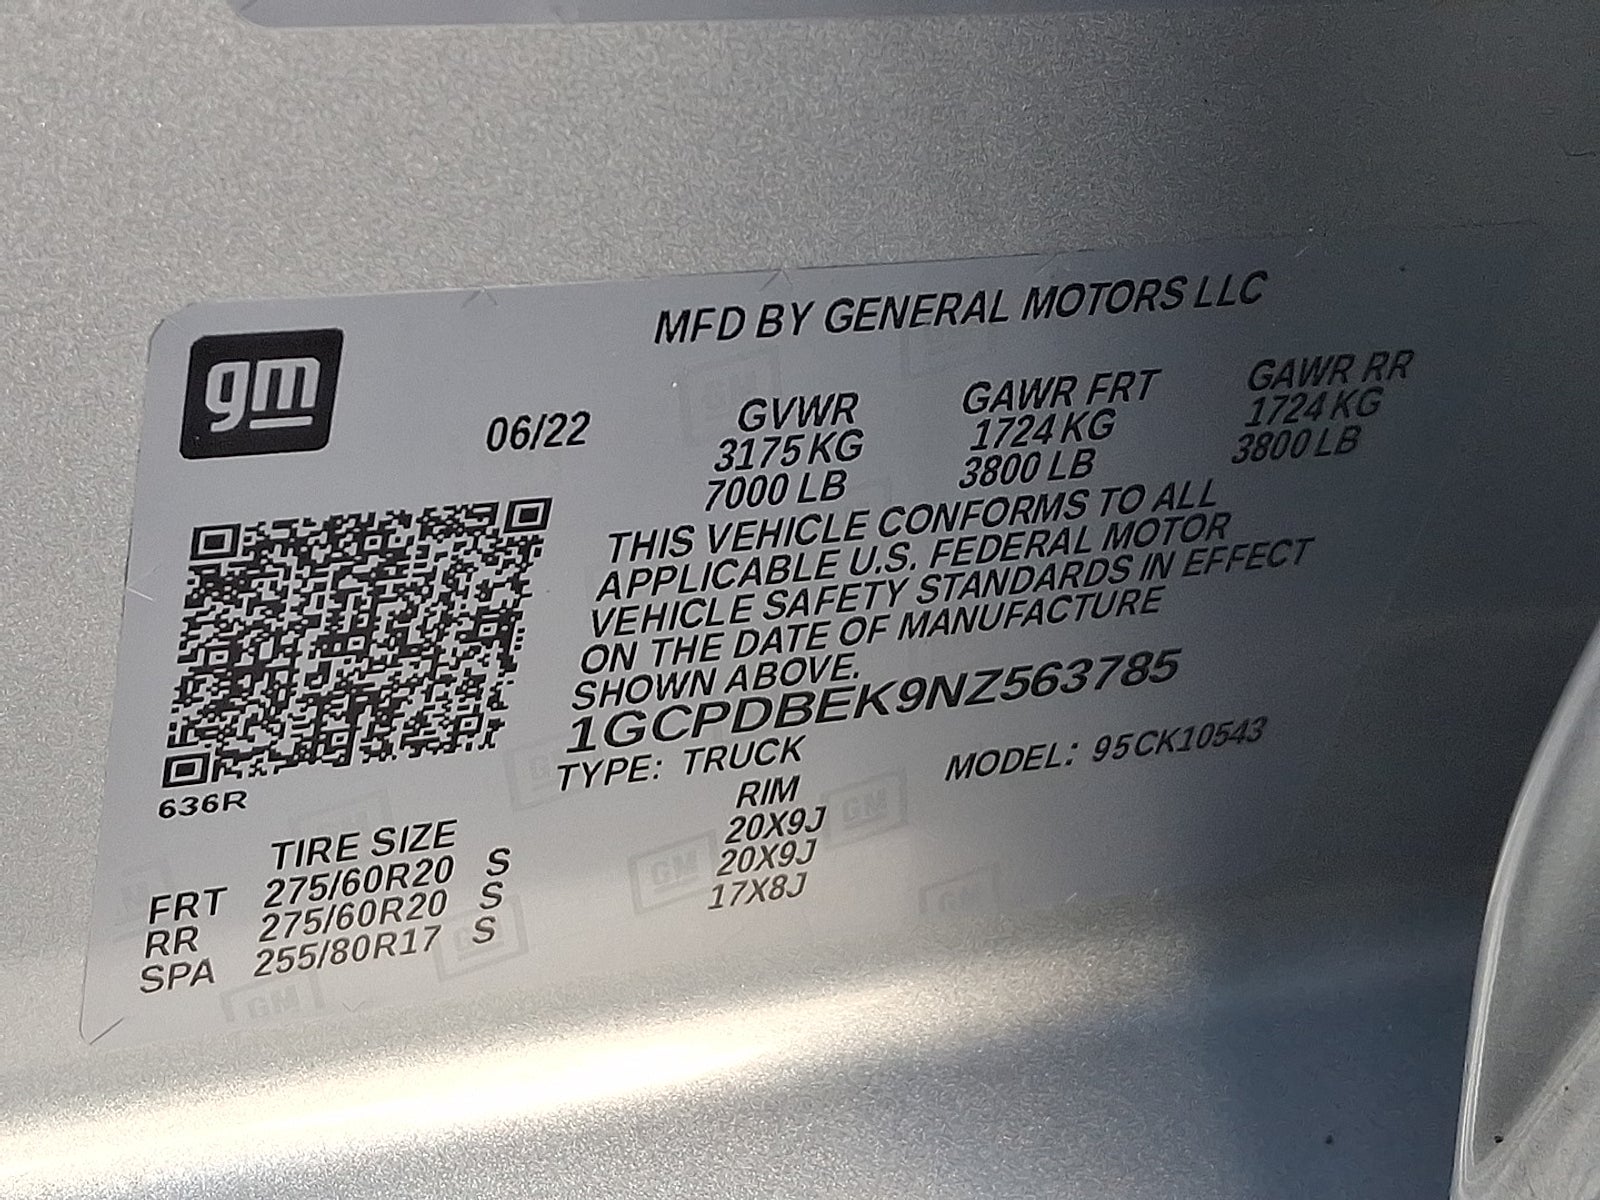 MFD BY GENERAL MOTORS LLC
gm
06/22 GVWR GAWR FRT GAWR RR
3175 KG 1724 KG 1724 KG
7000 LB 3800 LB 3800 LB
THIS VEHICLE CONFORMS TO ALL
APPLICABLE U.S. FEDERAL MOTOR
VEHICLE SAFETY STANDARDS IN EFFECT
ON THE DATE OF MANUFACTURE
SHOWN ABOVE.
1GCPDBEK9NZ563785
TYPE: TRUCK MODEL: 95CK10543
636R
TIRE SIZE RIM
FRT 275/60R20 S 20X9J
RR 275/60R20 S 20X9J
SPA 255/80R17 S 17X8J
GM
GM
GM